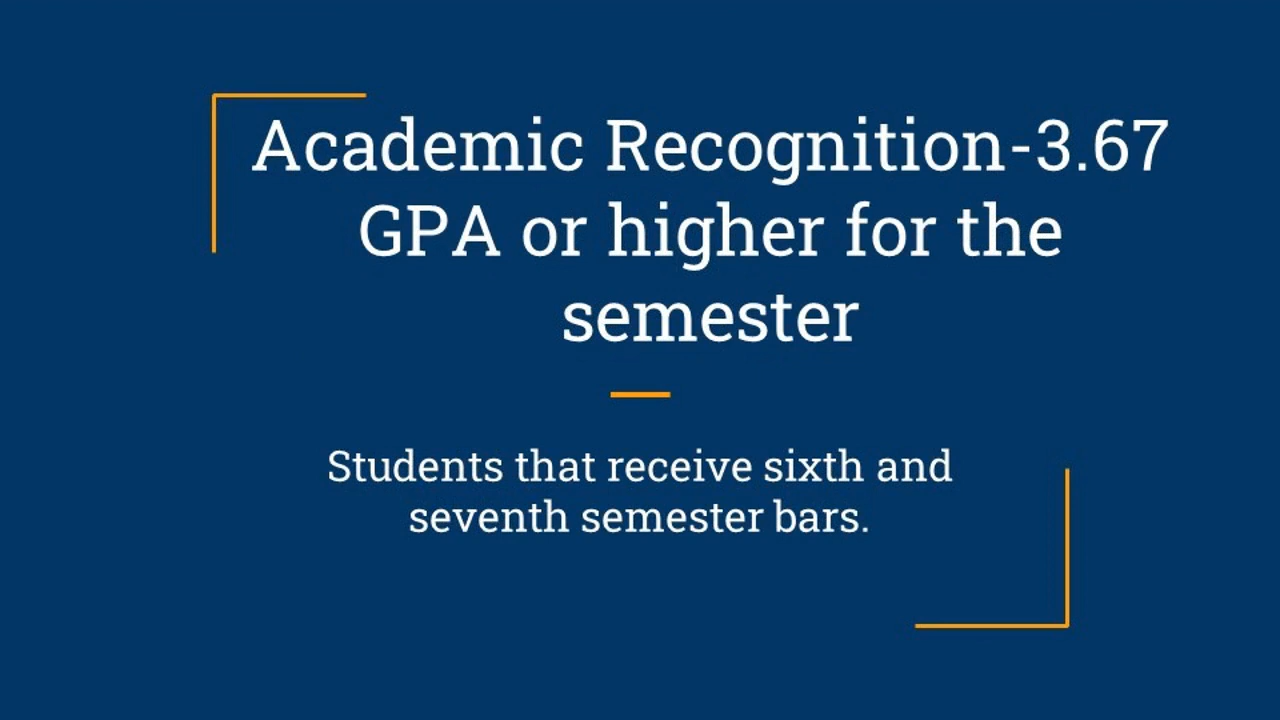 Academic Recognition-3.67
GPA or higher for the
semester
Students that receive sixth and
seventh semester bars.